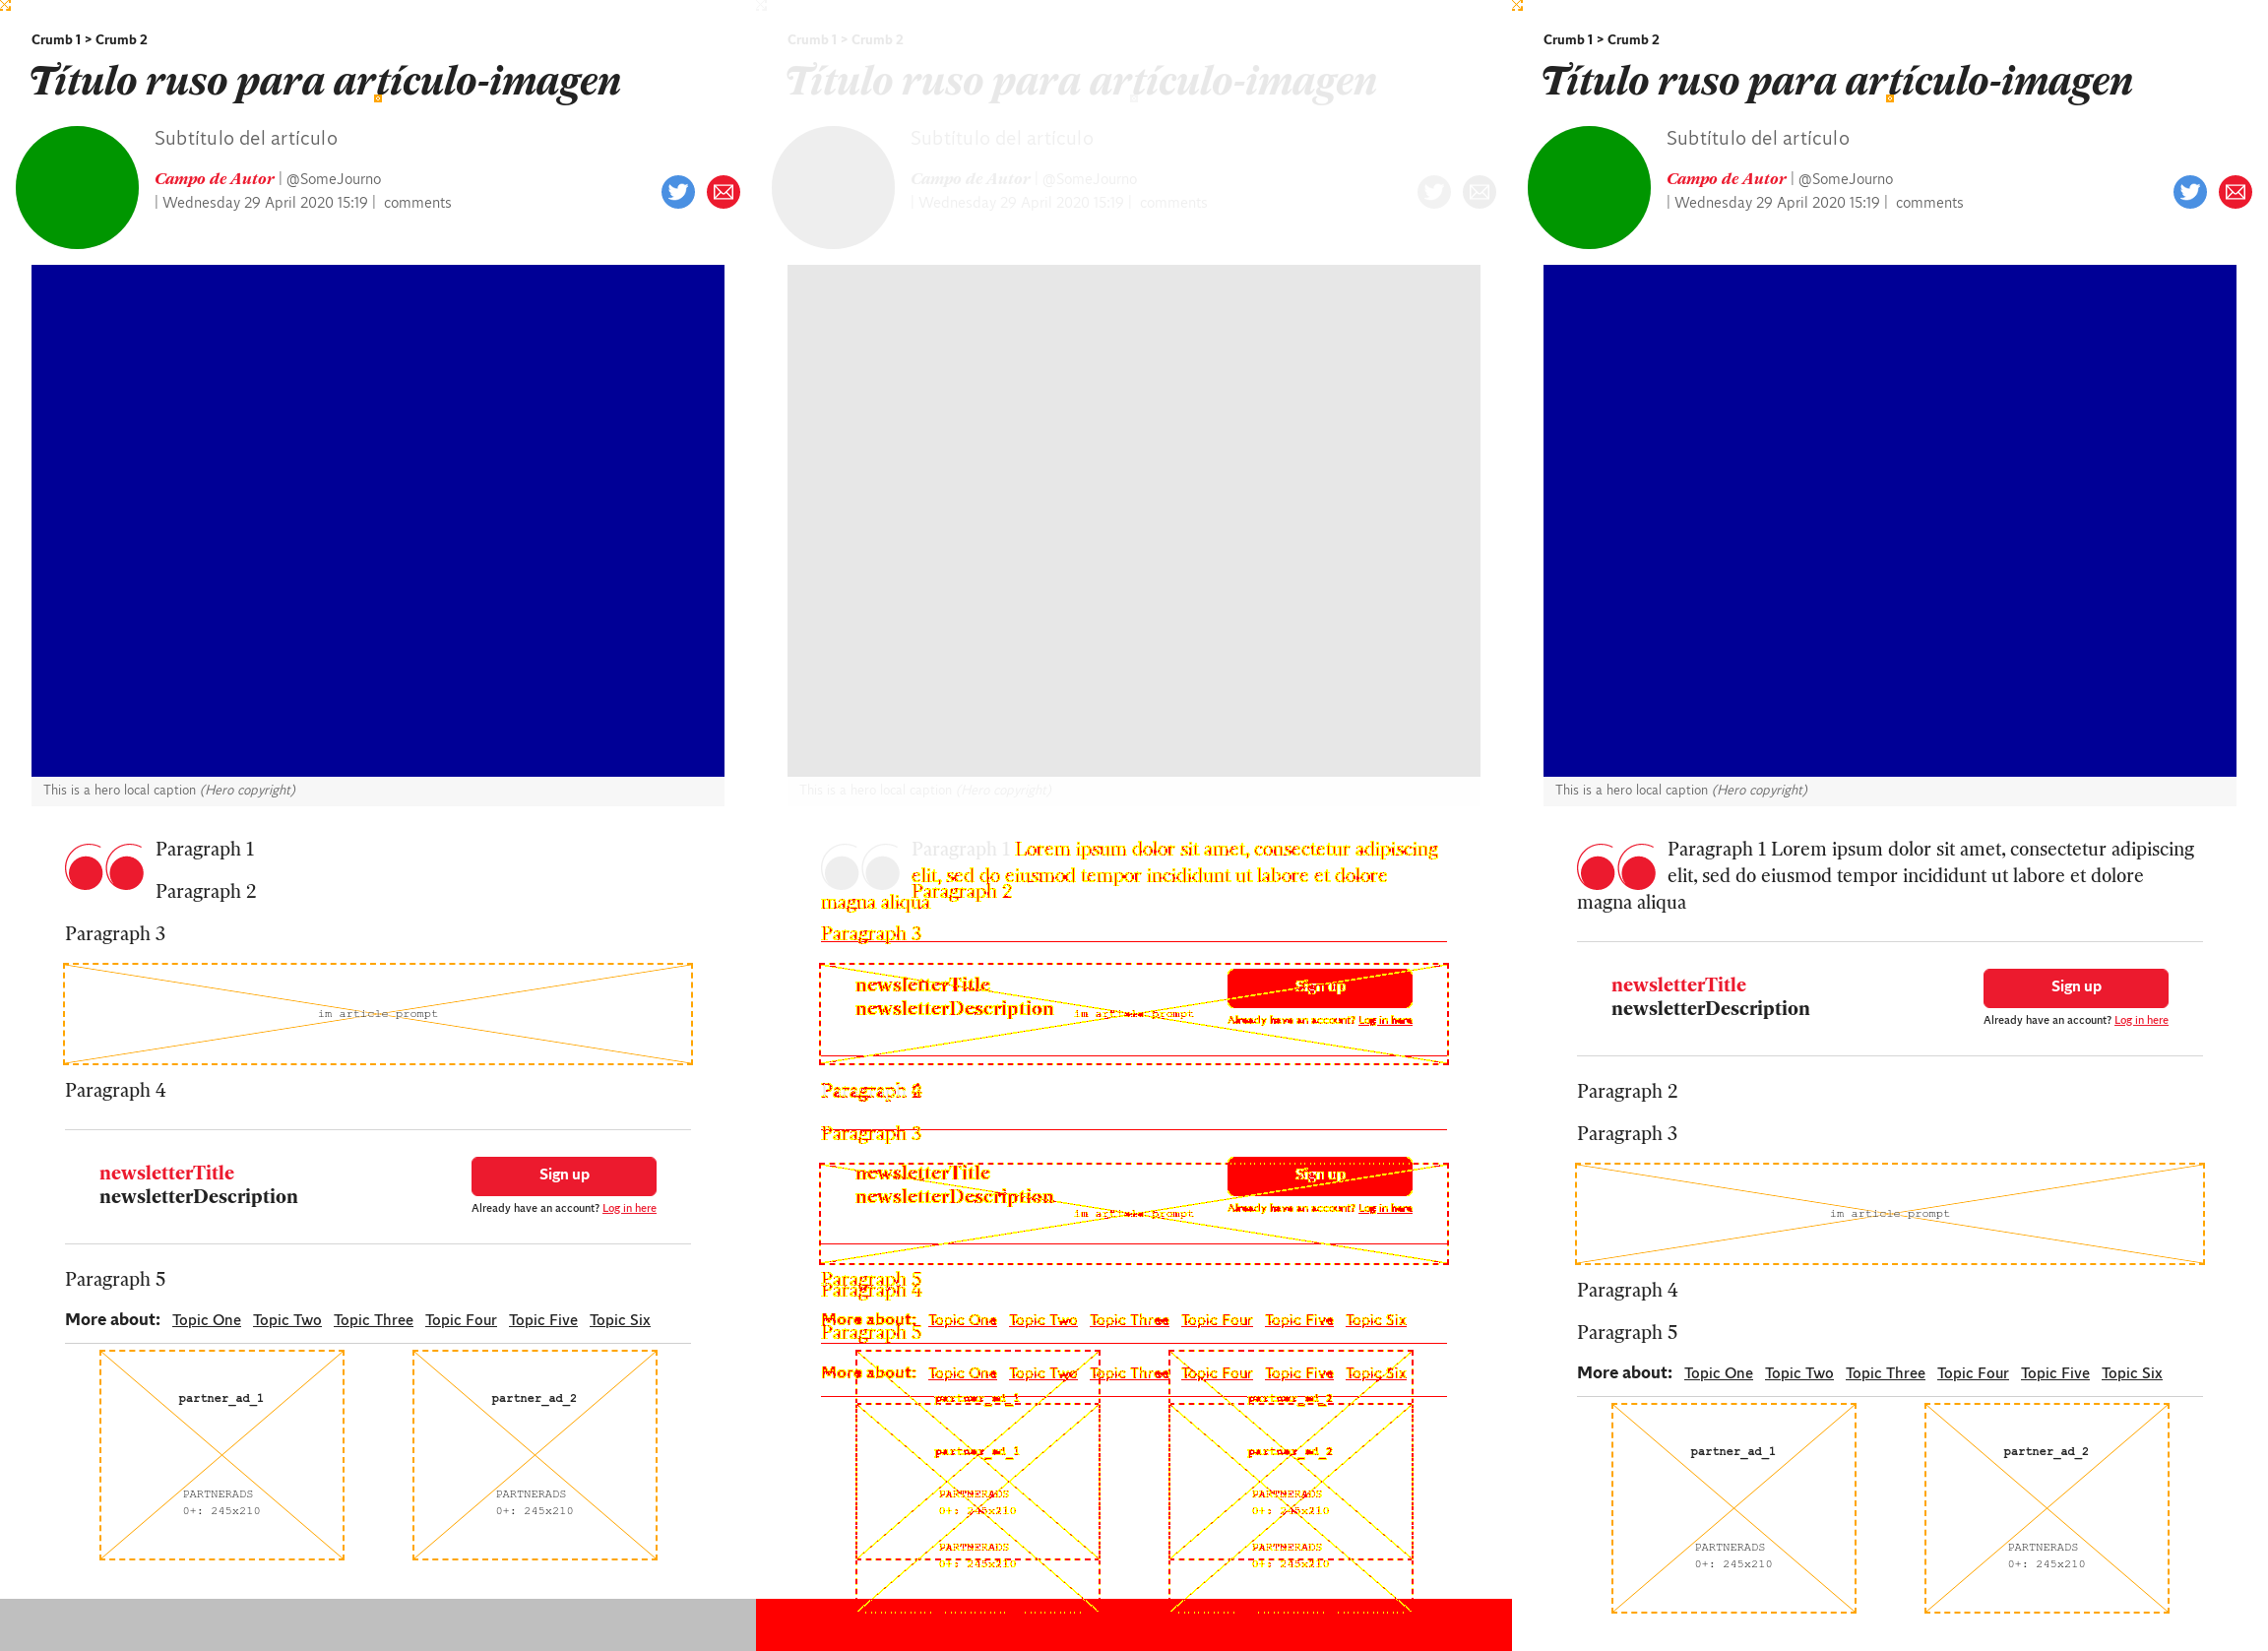 Crumb 1 > Crumb 2
Título ruso para artículo-imagen
Subtítulo del artículo
Campo de Autor | @SomeJourno
| Wednesday 29 April 2020 15:19 | comments
This is a hero local caption (Hero copyright)
Paragraph 1
Paragraph 2
Paragraph 3
im article prompt
Paragraph 4
newsletterTitle
newsletterDescription
Sign up
Already have an account? Log in here
Paragraph 5
More about: Topic One Topic Two Topic Three Topic Four Topic Five Topic Six
partner_ad_1
PARTNERADS
0+: 245x210
partner_ad_2
PARTNERADS
0+: 245x210
Crumb 1 > Crumb 2
Título ruso para artículo-imagen
Subtítulo del artículo
Campo de Autor | @SomeJourno
| Wednesday 29 April 2020 15:19 | comments
This is a hero local caption (Hero copyright)
Paragraph 1 Lorem ipsum dolor sit amet, consectetur adipiscing
elit, sed do eiusmod tempor incididunt ut labore et dolore
Paragraph 2
magna aliqua
Paragraph 3
newsletterTitle
newsletterDescription
Sign up
Already have an account? Log in here
im article prompt
Paragraph 4
Paragraph 3
newsletterTitle
newsletterDescription
Sign up
Already have an account? Log in here
im article prompt
Paragraph 5
Paragraph 4
More about: Topic One Topic Two Topic Three Topic Four Topic Five Topic Six
Paragraph 5
More about: Topic One Topic Two Topic Three Topic Four Topic Five Topic Six
partner_ad_1
partner_ad_1
PARTNERADS
0+: 245x210
PARTNERADS
0+: 245x210
partner_ad_2
partner_ad_2
PARTNERADS
0+: 245x210
PARTNERADS
0+: 245x210
Crumb 1 > Crumb 2
Título ruso para artículo-imagen
Subtítulo del artículo
Campo de Autor | @SomeJourno
| Wednesday 29 April 2020 15:19 | comments
This is a hero local caption (Hero copyright)
Paragraph 1 Lorem ipsum dolor sit amet, consectetur adipiscing
elit, sed do eiusmod tempor incididunt ut labore et dolore
magna aliqua
newsletterTitle
newsletterDescription
Sign up
Already have an account? Log in here
Paragraph 2
Paragraph 3
im article prompt
Paragraph 4
Paragraph 5
More about: Topic One Topic Two Topic Three Topic Four Topic Five Topic Six
partner_ad_1
PARTNERADS
0+: 245x210
partner_ad_2
PARTNERADS
0+: 245x210